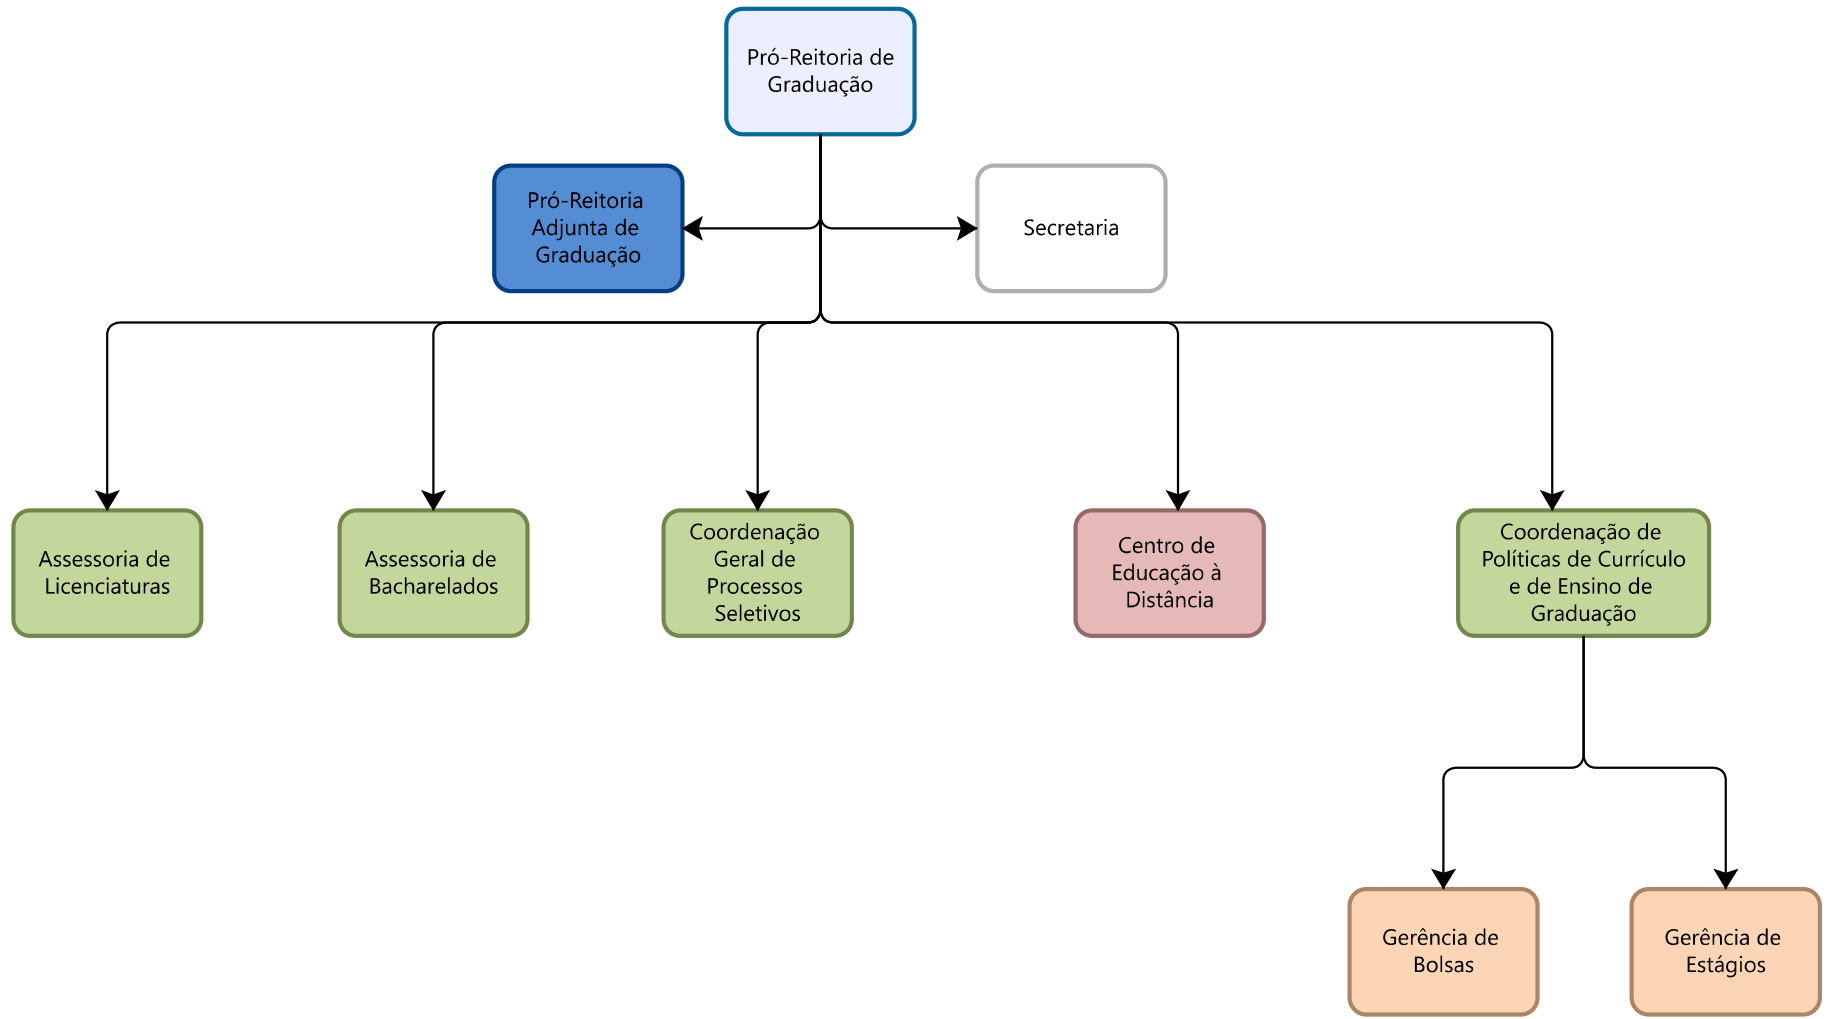 Pró-Reitoria de
Graduação
Pró-Reitoria
Adjunta de
Graduação
Secretaria
Assessoria de
Licenciaturas
Assessoria de
Bacharelados
Coordenação
Geral de
Processos
Seletivos
Centro de
Educação à
Distância
Coordenação de
Políticas de Currículo
e de Ensino de
Graduação
Gerência de
Bolsas
Gerência de
Estágios